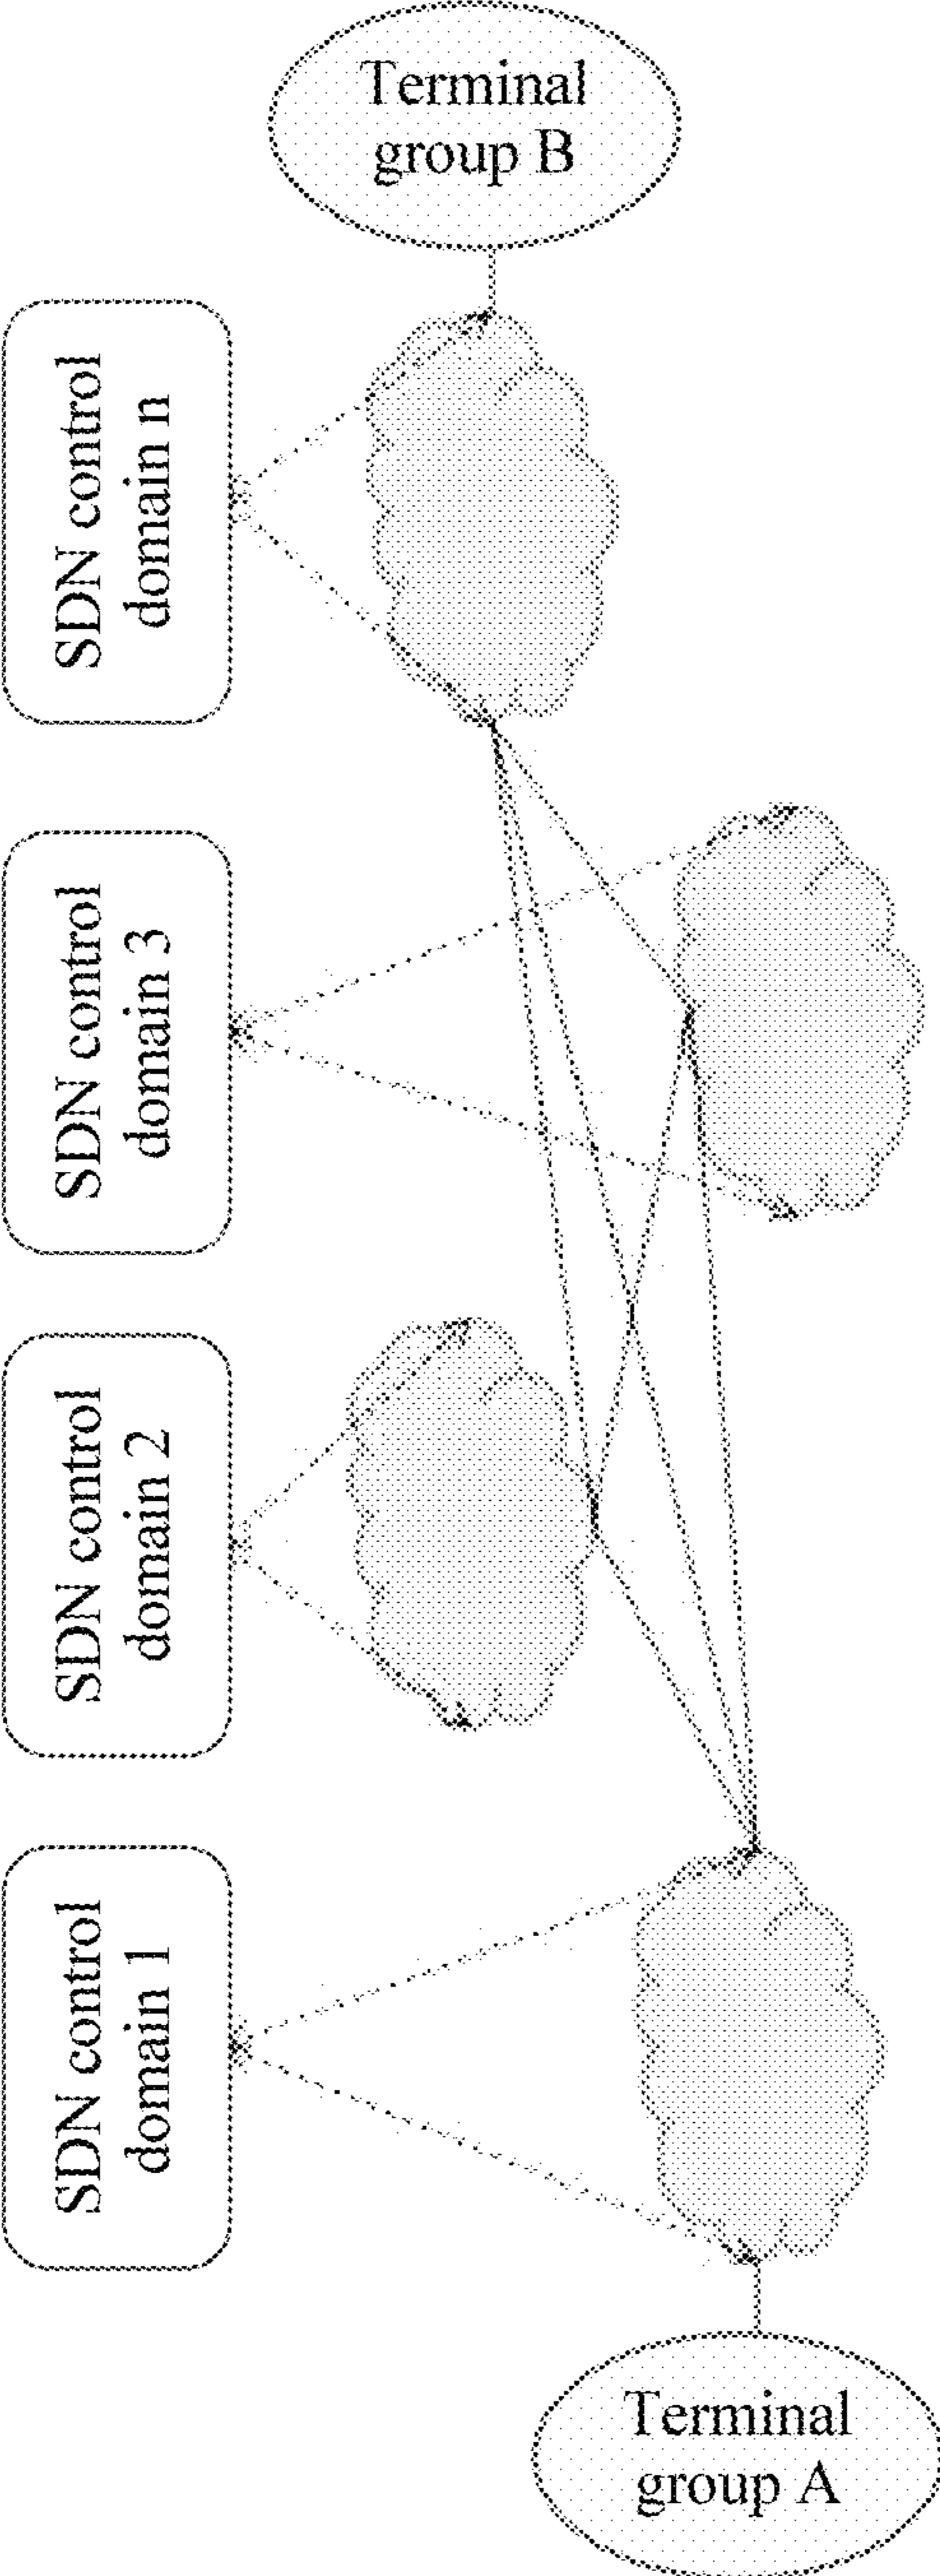 Terminal
group B
SDN control
domain n
SDN control
domain 3
SDN control
domain 2
SDN control
domain 1
Terminal
group A